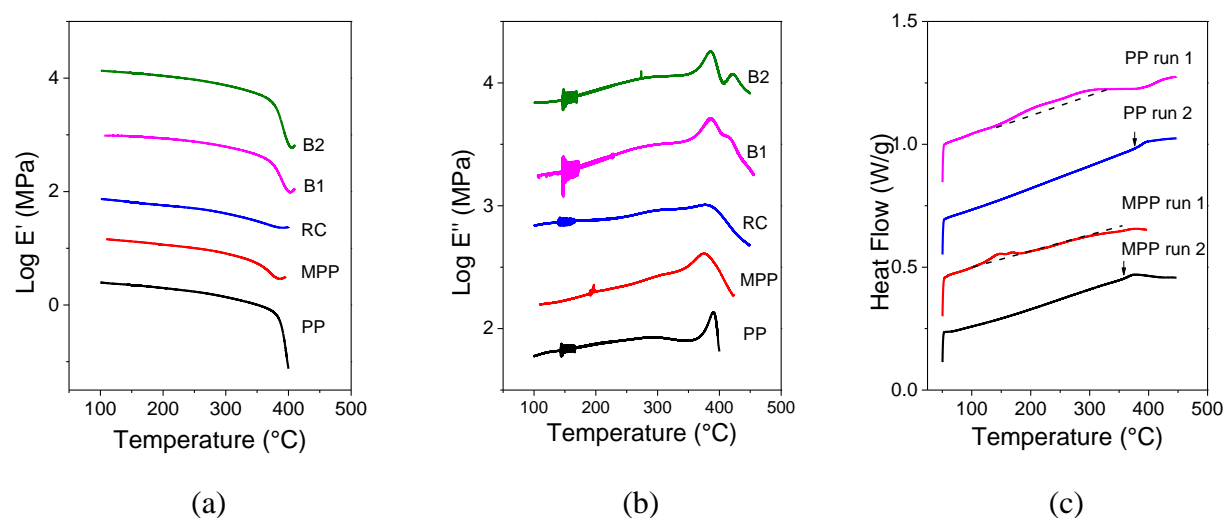 4
2
0
Log E' (MPa)
B2
B1
RC
MPP
PP
100 200 300 400 500
Temperature (°C)
(a)
4
3
2
Log E" (MPa)
B2
B1
RC
MPP
PP
100 200 300 400 500
Temperature (°C)
(b)
1.5
1.0
0.5
0.0
Heat Flow (W/g)
PP run 1
PP run 2
MPP run 1
MPP run 2
100 200 300 400 500
Temperature (°C)
(c)